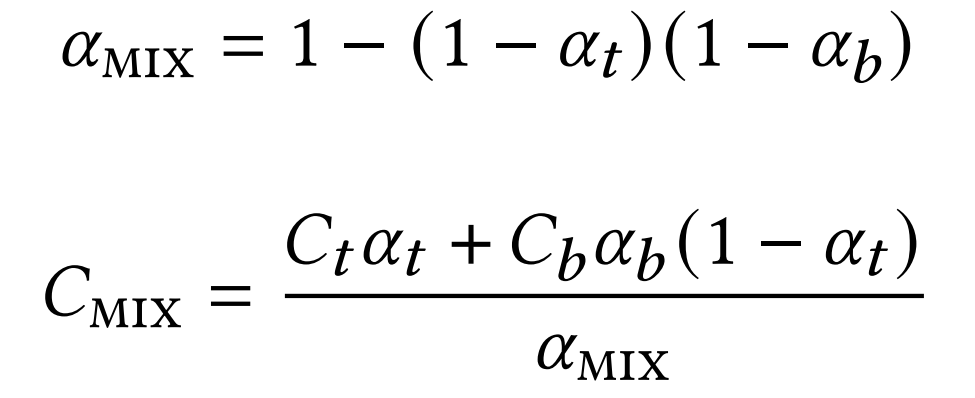 α_MIX = 1 − (1 − α_t)(1 − α_b)
C_MIX = (C_t α_t + C_b α_b (1 − α_t)) / α_MIX